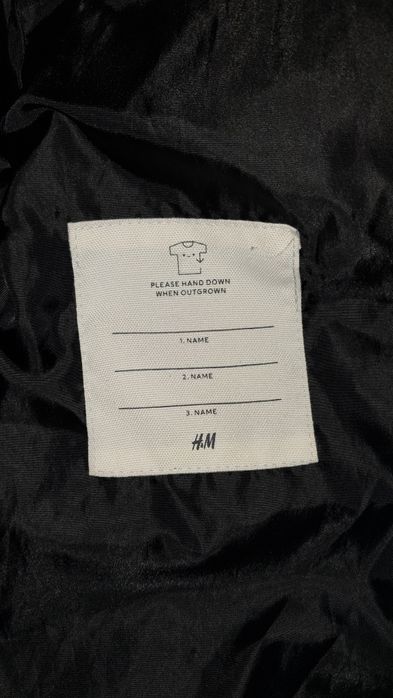 PLEASE HAND DOWN
WHEN OUTGROWN
1. NAME
2. NAME
3. NAME
H&M